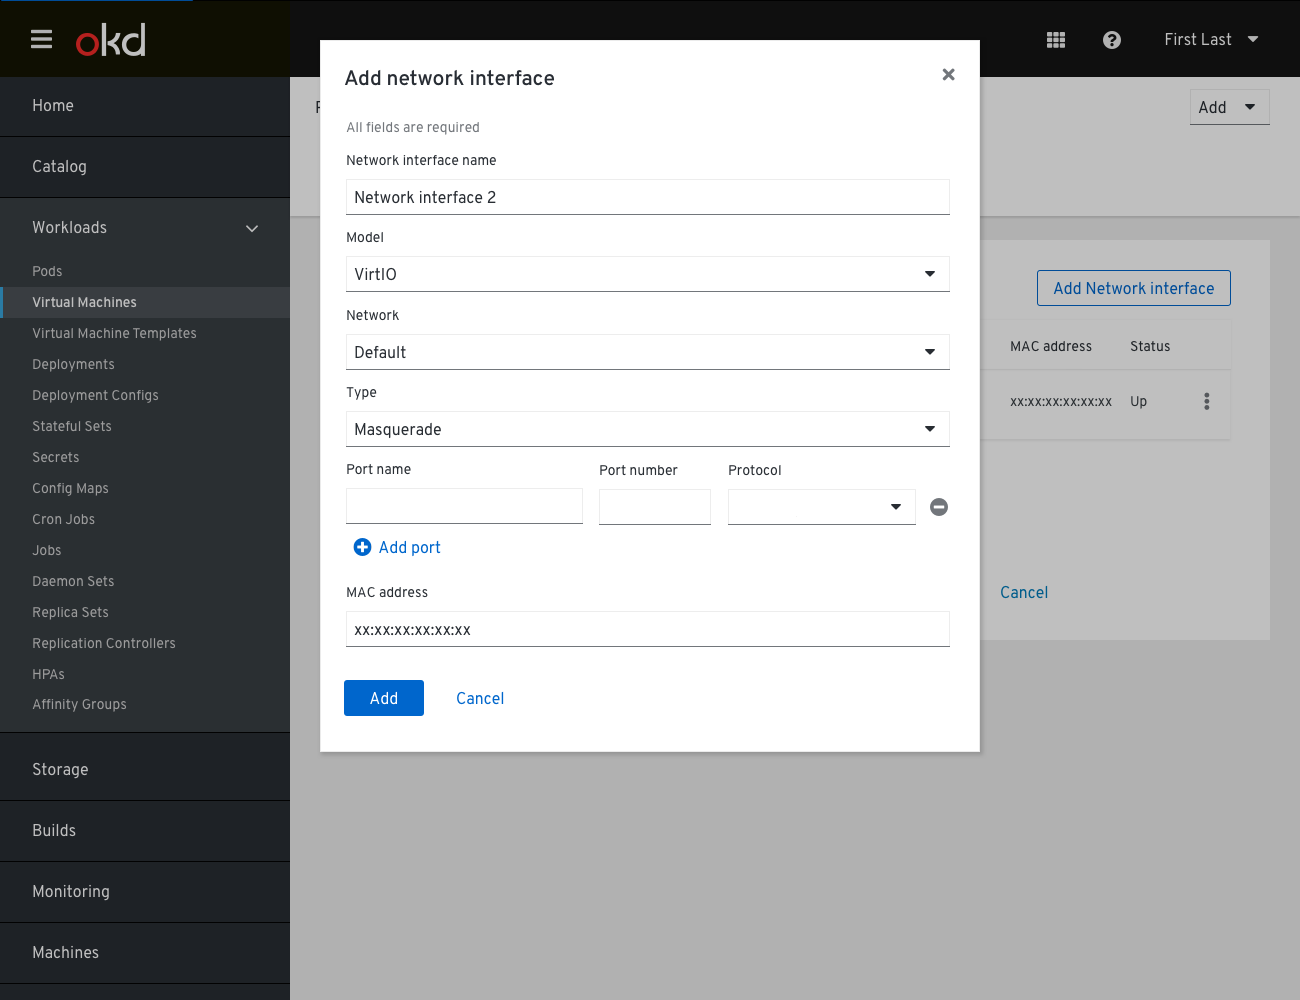 okd
First Last
Home
Catalog
Workloads
Pods
Virtual Machines
Virtual Machine Templates
Deployments
Deployment Configs
Stateful Sets
Secrets
Config Maps
Cron Jobs
Jobs
Daemon Sets
Replica Sets
Replication Controllers
HPAs
Affinity Groups
Storage
Builds
Monitoring
Machines
Add network interface
All fields are required
Network interface name
Network interface 2
Model
VirtIO
Network
Default
Type
Masquerade
Port name Port number Protocol
Add port
MAC address
xx:xx:xx:xx:xx:xx
Add Cancel
Add
Add Network interface
MAC address Status
xx:xx:xx:xx:xx:xx Up
Cancel